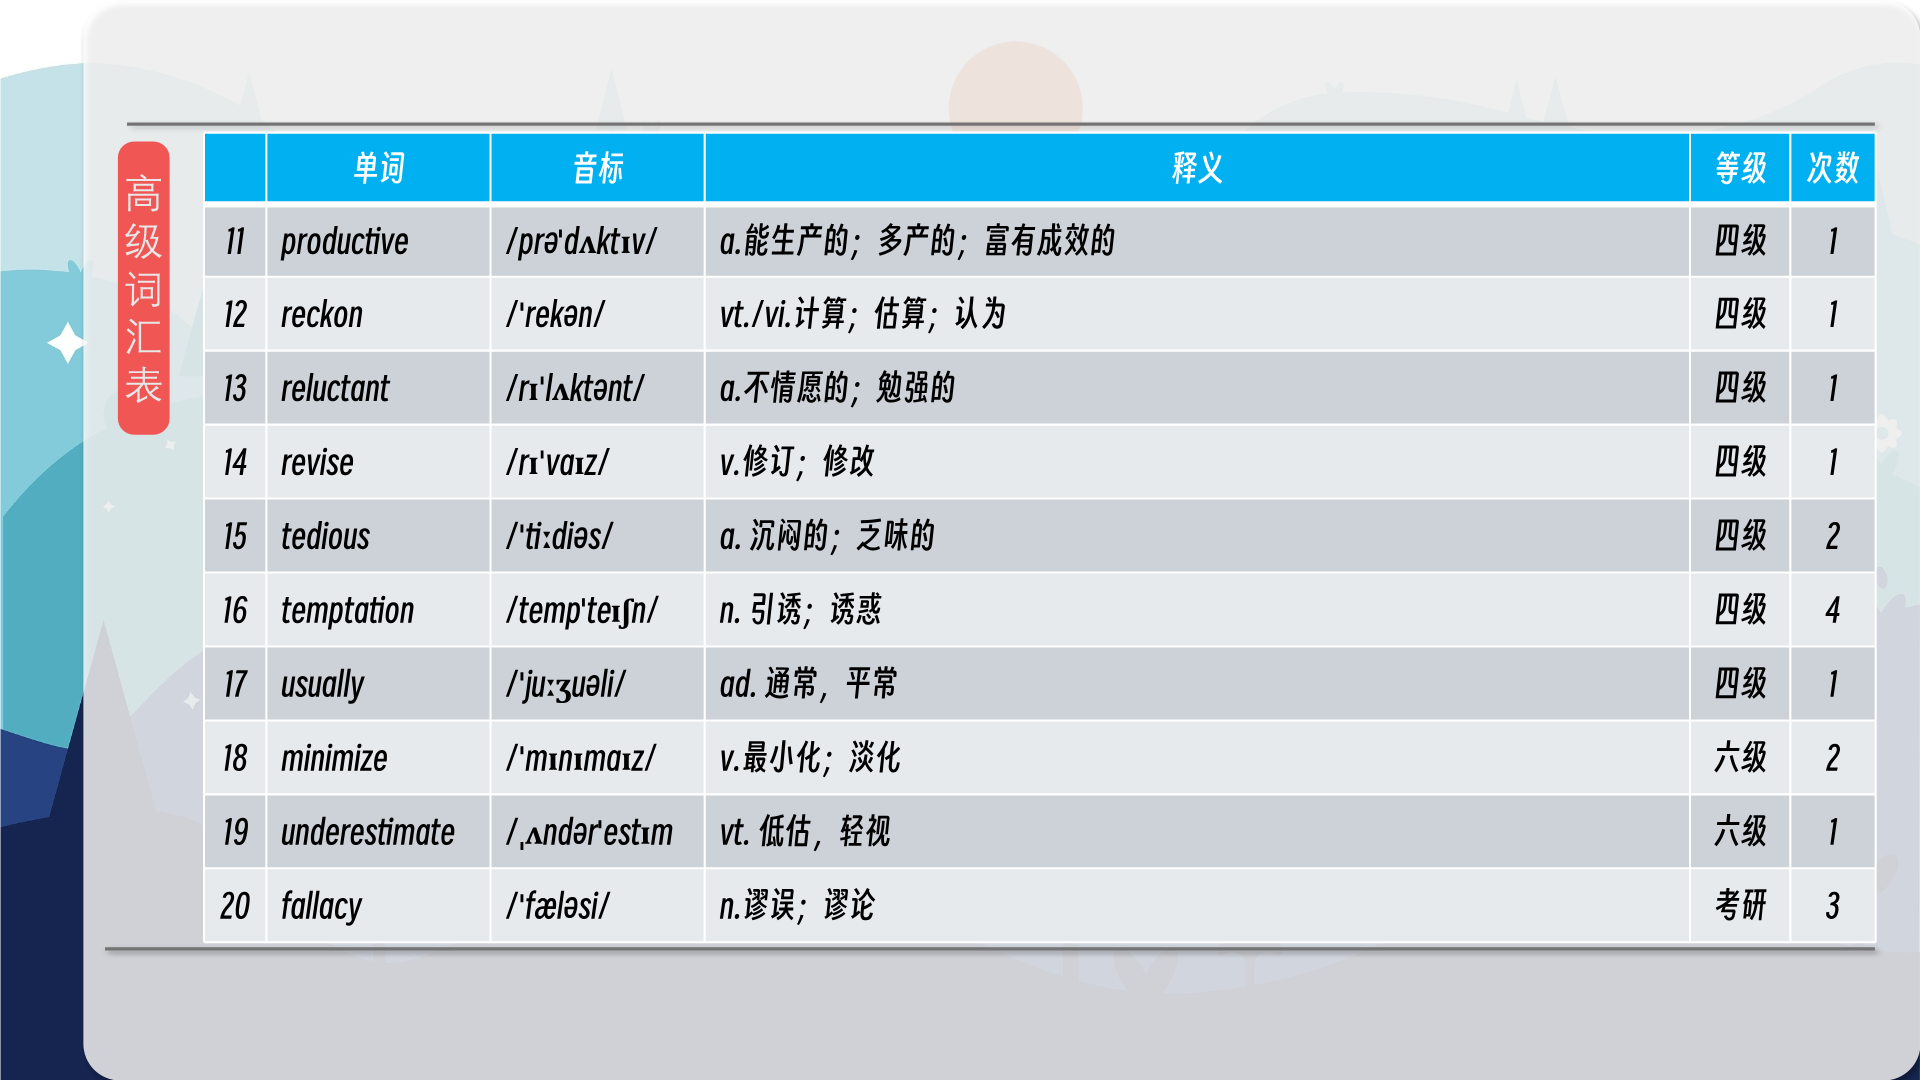 高级词汇表
单词 音标 释义 等级 次数
11 productive /prə'dʌktɪv/ a.能生产的；多产的；富有成效的 四级 1
12 reckon /'rekən/ vt./vi.计算；估算；认为 四级 1
13 reluctant /rɪ'lʌktənt/ a.不情愿的；勉强的 四级 1
14 revise /rɪ'vaɪz/ v.修订；修改 四级 1
15 tedious /'tiːdiəs/ a. 沉闷的；乏味的 四级 2
16 temptation /temp'teɪʃn/ n. 引诱；诱惑 四级 4
17 usually /'juːʒuəli/ ad. 通常，平常 四级 1
18 minimize /'mɪnɪmaɪz/ v.最小化；淡化 六级 2
19 underestimate /ˌʌndər'estɪm vt. 低估，轻视 六级 1
20 fallacy /'fæləsi/ n.谬误；谬论 考研 3